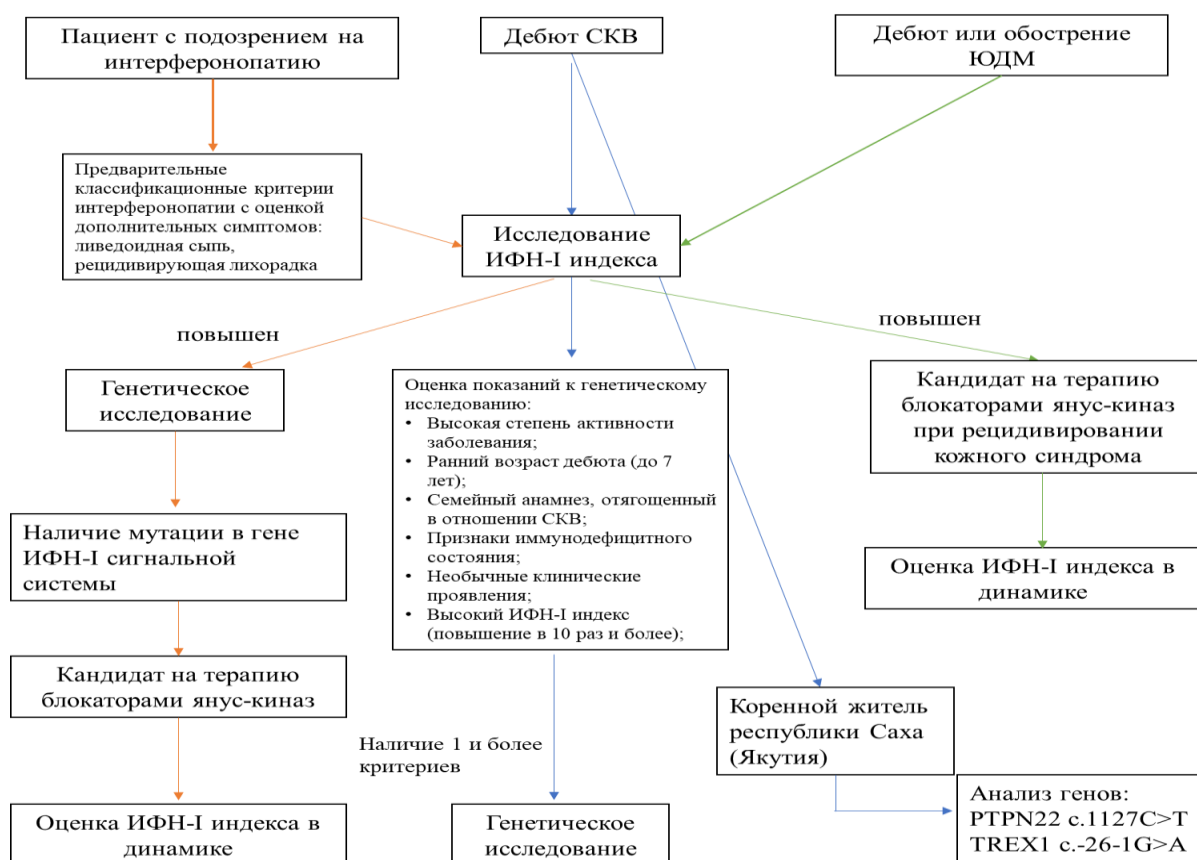 Пациент с подозрением на
интерферонопатию
Дебют СКВ
Дебют или обострение
ЮДМ
Предварительные
классификационные критерии
интерферонопатии с оценкой
дополнительных симптомов:
ливедоидная сыпь,
рецидивирующая лихорадка
Исследование
ИФН-I индекса
повышен
повышен
Генетическое
исследование
Оценка показаний к генетическому
исследованию:
• Высокая степень активности
заболевания;
• Ранний возраст дебюта (до 7
лет);
• Семейный анамнез, отягощенный
в отношении СКВ;
• Признаки иммунодефицитного
состояния;
• Необычные клинические
проявления;
• Высокий ИФН-I индекс
(повышение в 10 раз и более);
Кандидат на терапию
блокаторами янус-киназ
при рецидивировании
кожного синдрома
Наличие мутации в гене
ИФН-I сигнальной
системы
Оценка ИФН-I индекса в
динамике
Кандидат на терапию
блокаторами янус-киназ
Коренной житель
республики Саха
(Якутия)
Наличие 1 и более
критериев
Оценка ИФН-I индекса в
динамике
Генетическое
исследование
Анализ генов:
PTPN22 c.1127C>T
TREX1 c.-26-1G>A